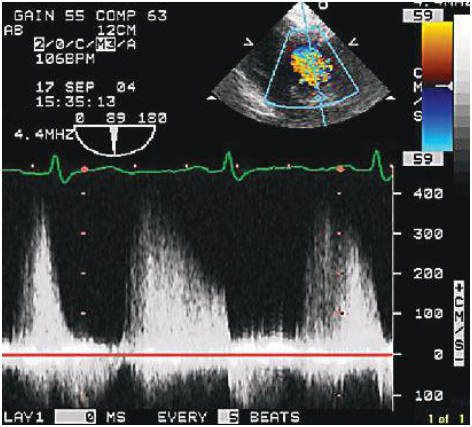 GAIN 55 COMP 63
AB 12CM
2/0/C/M3/A
106BPM
17 SEP 04
15:35:13
0 89 180
4.4MHZ
59
CM/S
59
400
300
200
100
0
100
+CM/S!
LAY1 0 MS EVERY 5 BEATS
1 of 1